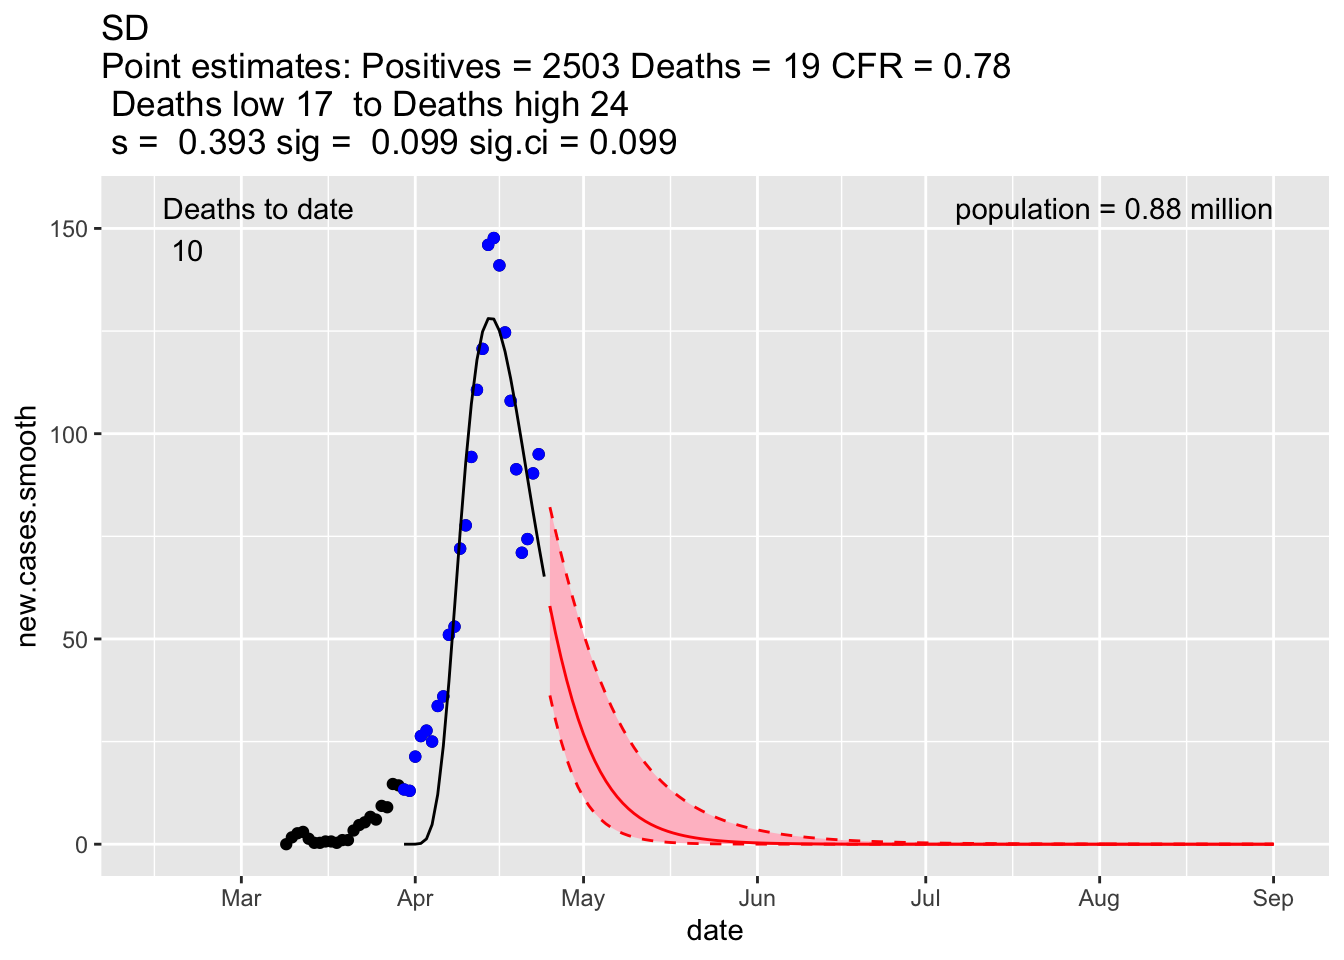 SD
Point estimates: Positives = 2503 Deaths = 19 CFR = 0.78
Deaths low 17  to Deaths high 24
s =  0.393 sig =  0.099 sig.ci = 0.099
Deaths to date
10
population = 0.88 million
150
100
50
0
new.cases.smooth
Mar
Apr
May
Jun
Jul
Aug
Sep
date